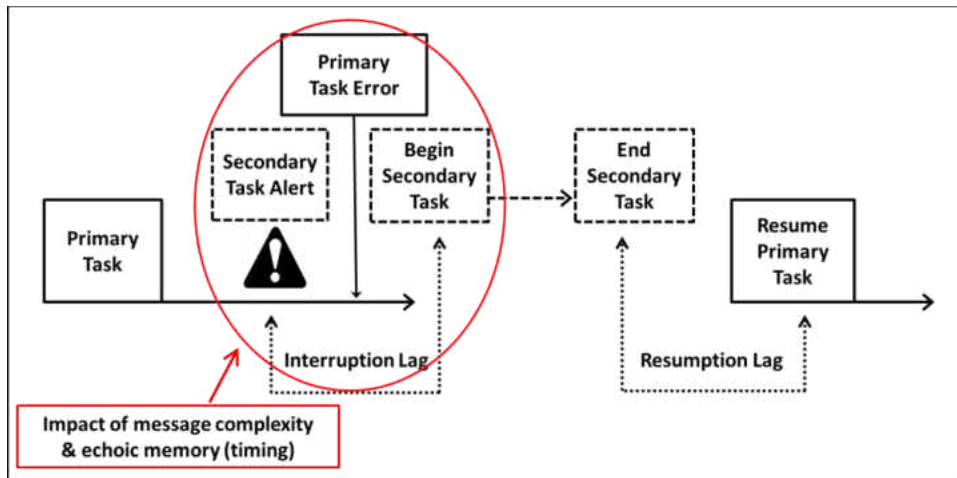 Primary
Task Error
Secondary
Task Alert
Begin
Secondary
Task
End
Secondary
Task
Primary
Task
Resume
Primary
Task
Interruption Lag
Resumption Lag
Impact of message complexity
& echoic memory (timing)